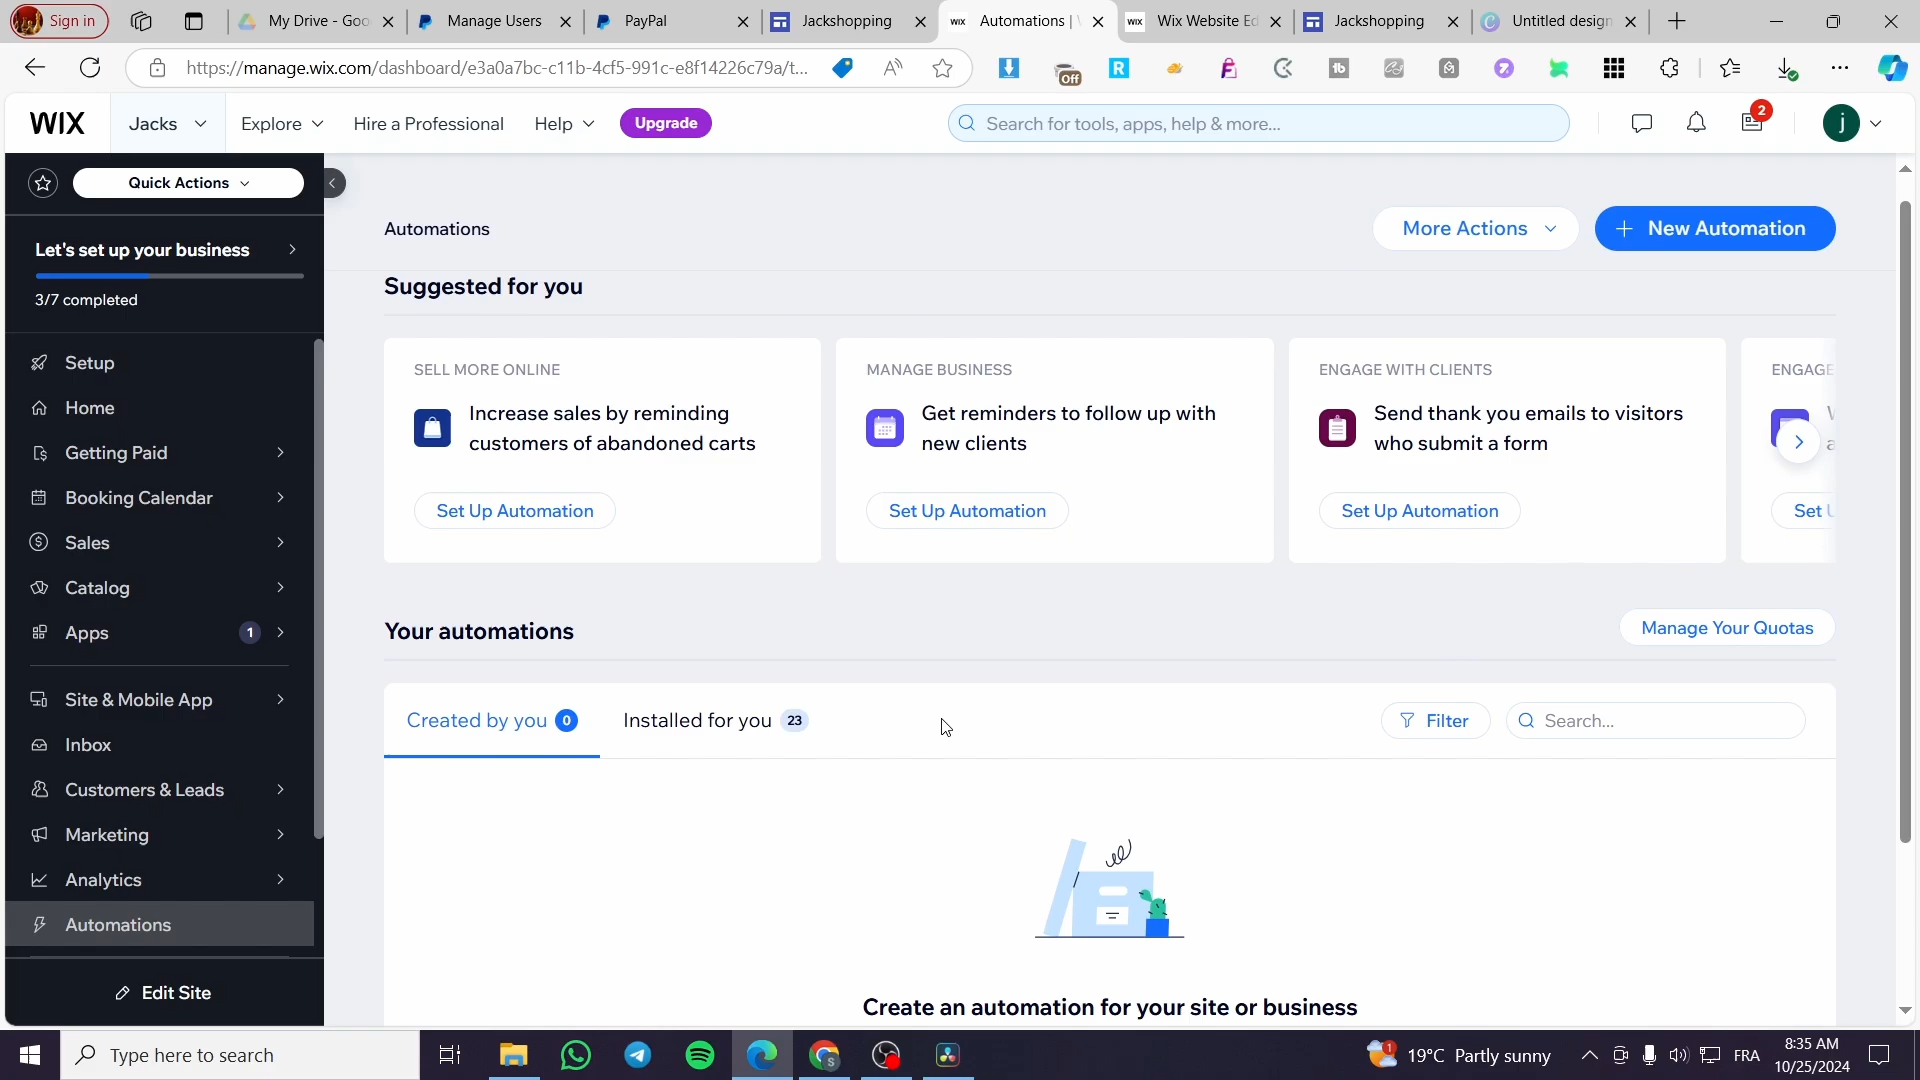 Sign in
My Drive - Goo
Manage Users
PayPal
Jackshopping
WIX Automations |
WIX Wix Website Ed
Jackshopping
Untitled design
https://manage.wix.com/dashboard/e3a0a7bc-c11b-4cf5-991c-e8f14226c79a/t...
Off
WIX
Jacks
Explore
Hire a Professional
Help
Upgrade
Search for tools, apps, help & more...
2
j
Quick Actions
Let's set up your business
3/7 completed
Setup
Home
Getting Paid
Booking Calendar
Sales
Catalog
Apps 1
Site & Mobile App
Inbox
Customers & Leads
Marketing
Analytics
Automations
Edit Site
Automations
More Actions
+ New Automation
Suggested for you
SELL MORE ONLINE
Increase sales by reminding
customers of abandoned carts
Set Up Automation
MANAGE BUSINESS
Get reminders to follow up with
new clients
Set Up Automation
ENGAGE WITH CLIENTS
Send thank you emails to visitors
who submit a form
Set Up Automation
ENGAGE
Your automations
Manage Your Quotas
Created by you 0
Installed for you 23
Filter
Search...
Create an automation for your site or business
Type here to search
1
19°C Partly sunny
FRA
8:35 AM
10/25/2024